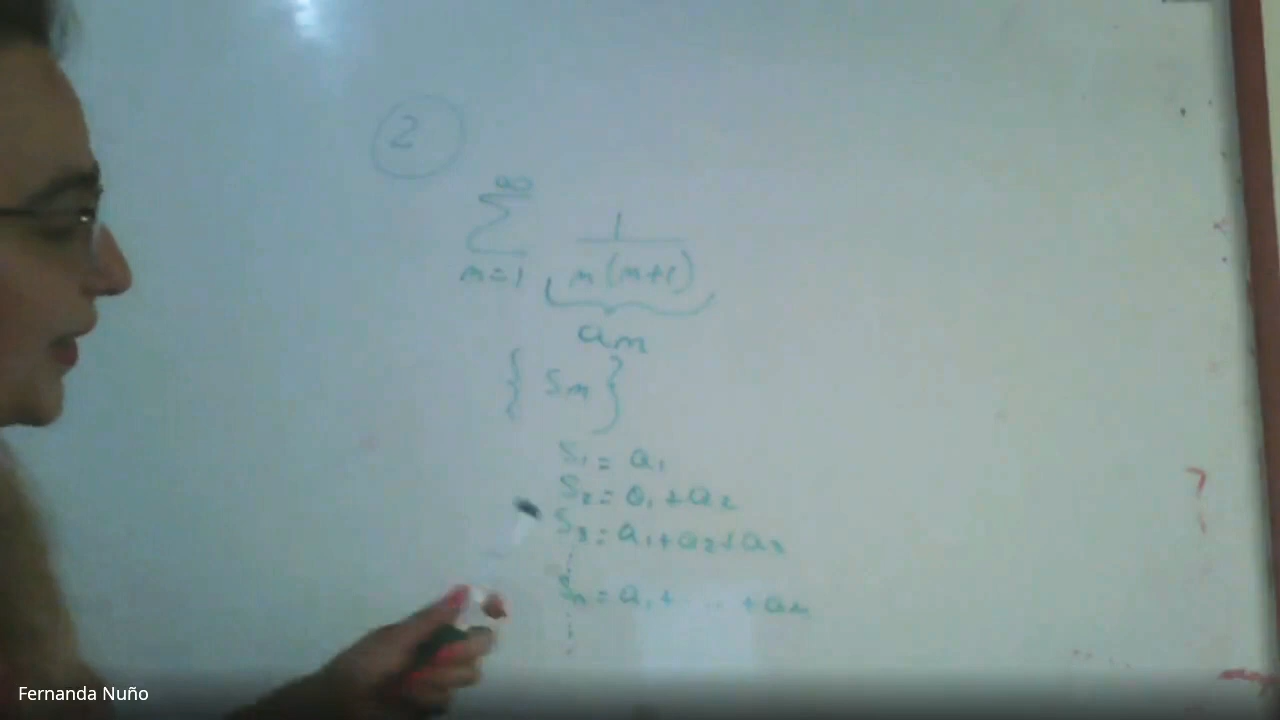 2
∞
∑ 1
n=1 n(n+1)
an
{ Sn }
S1 = a1
S2 = a1 + a2
S3 = a1 + a2 + a3
⋮
Sn = a1 + ... + an
⋮
Fernanda Nuño